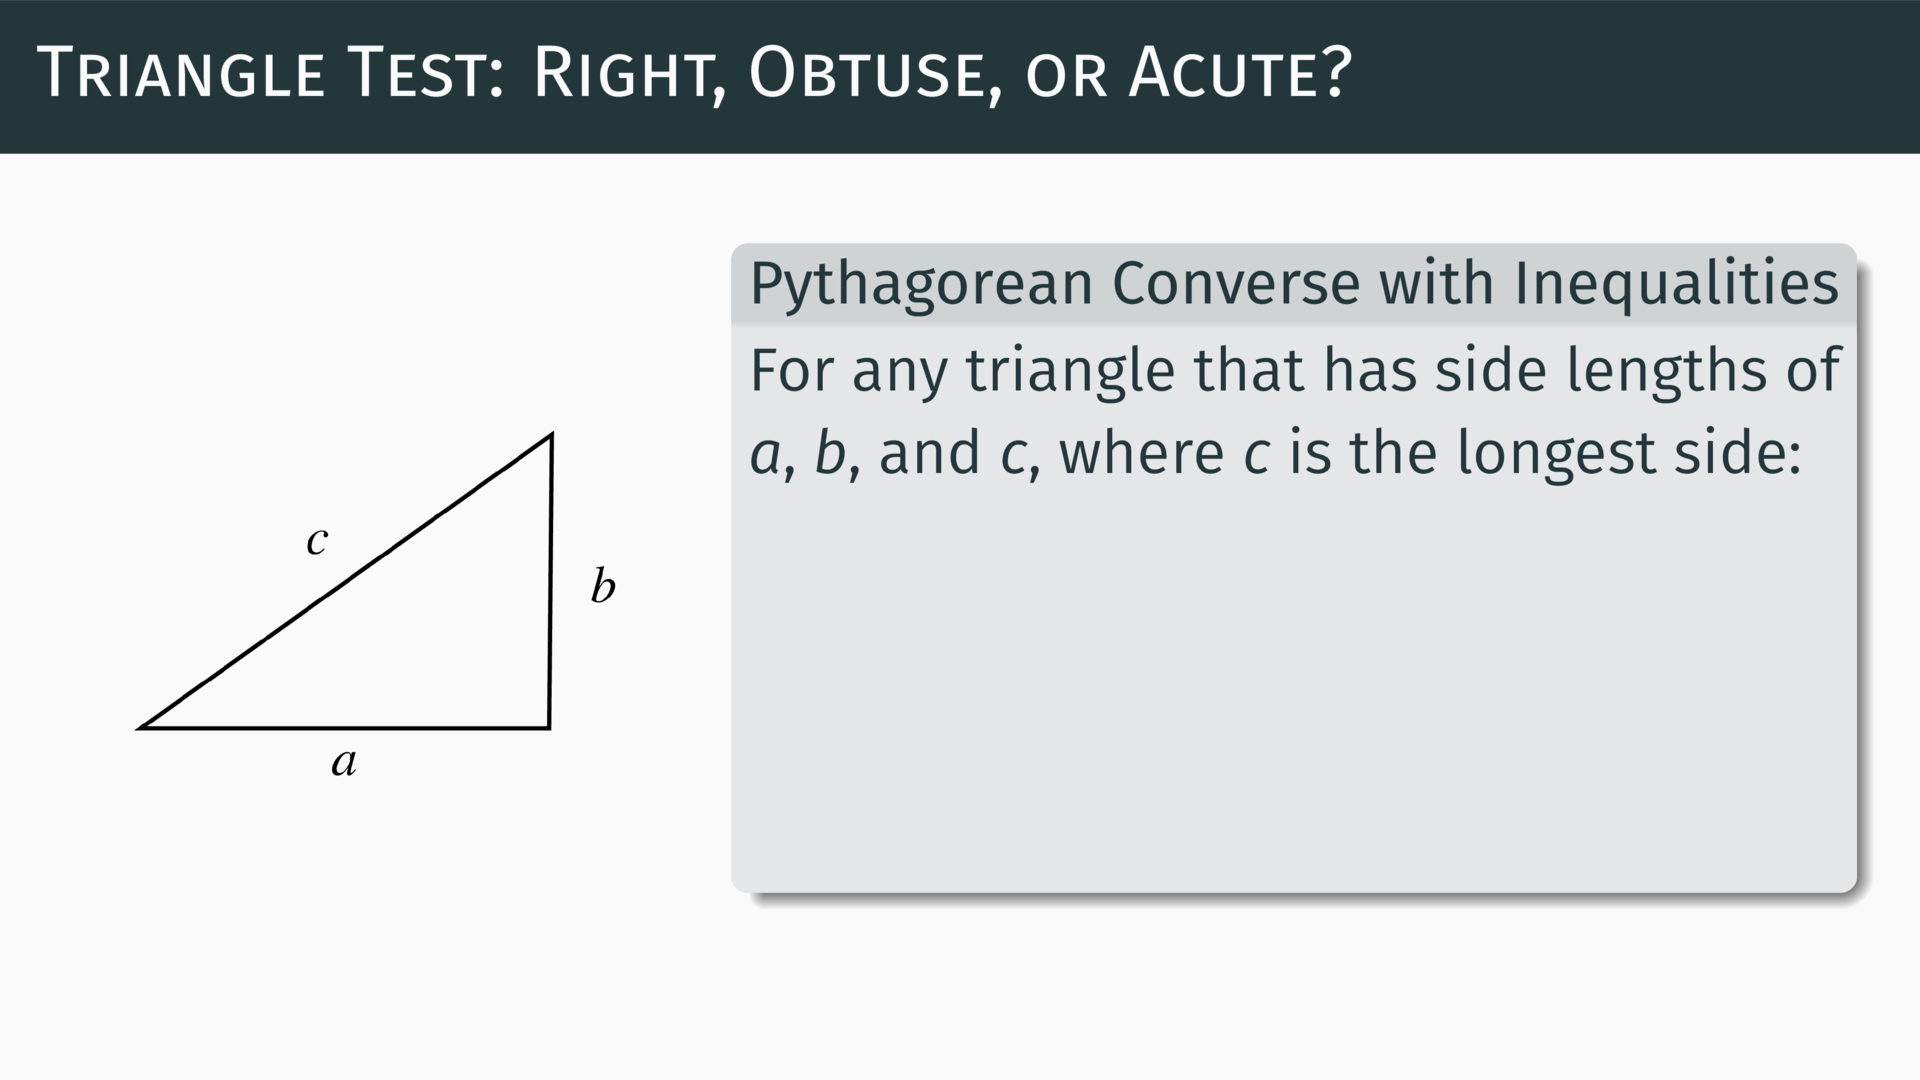 Triangle Test: Right, Obtuse, or Acute?
Pythagorean Converse with Inequalities
For any triangle that has side lengths of
a, b, and c, where c is the longest side:
c
b
a